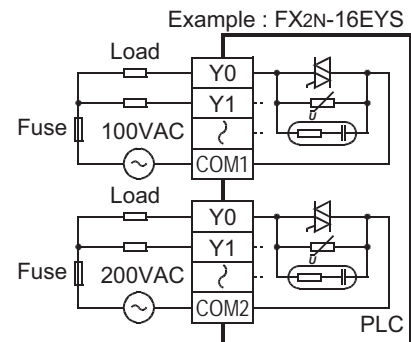 Example : FX2N-16EYS
Load
Y0
Y1
Fuse 100VAC
U
COM1
Load
Y0
Y1
Fuse 200VAC
U
COM2
PLC